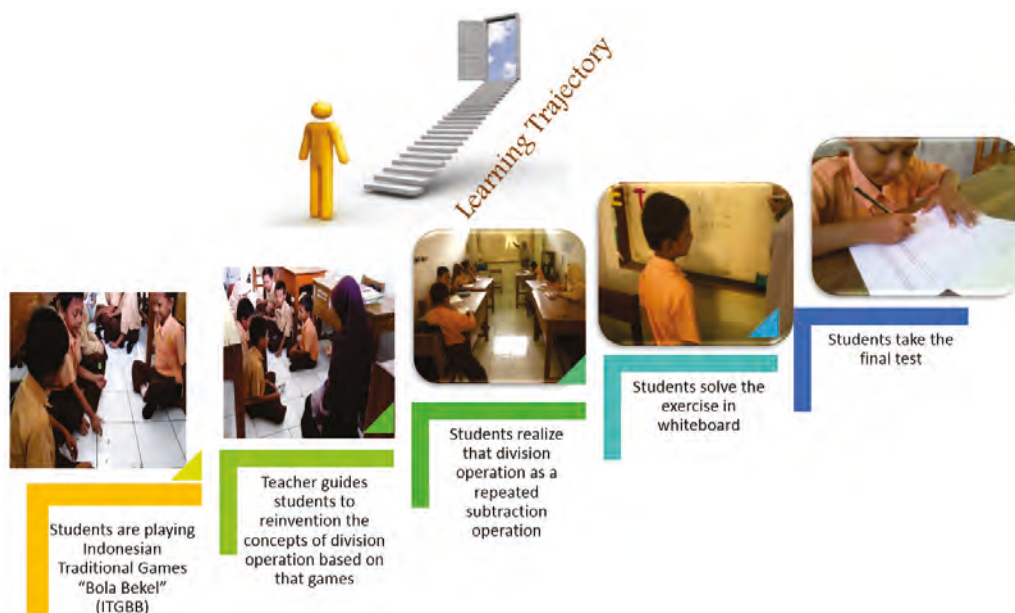 Learning Trajectory
Students are playing
Indonesian
Traditional Games
“Bola Bekel”
(ITGBB)
Teacher guides
students to
reinvention the
concepts of division
operation based on
that games
Students realize
that division
operation as a
repeated
subtraction
operation
Students solve the
exercise in
whiteboard
Students take the
final test
E T